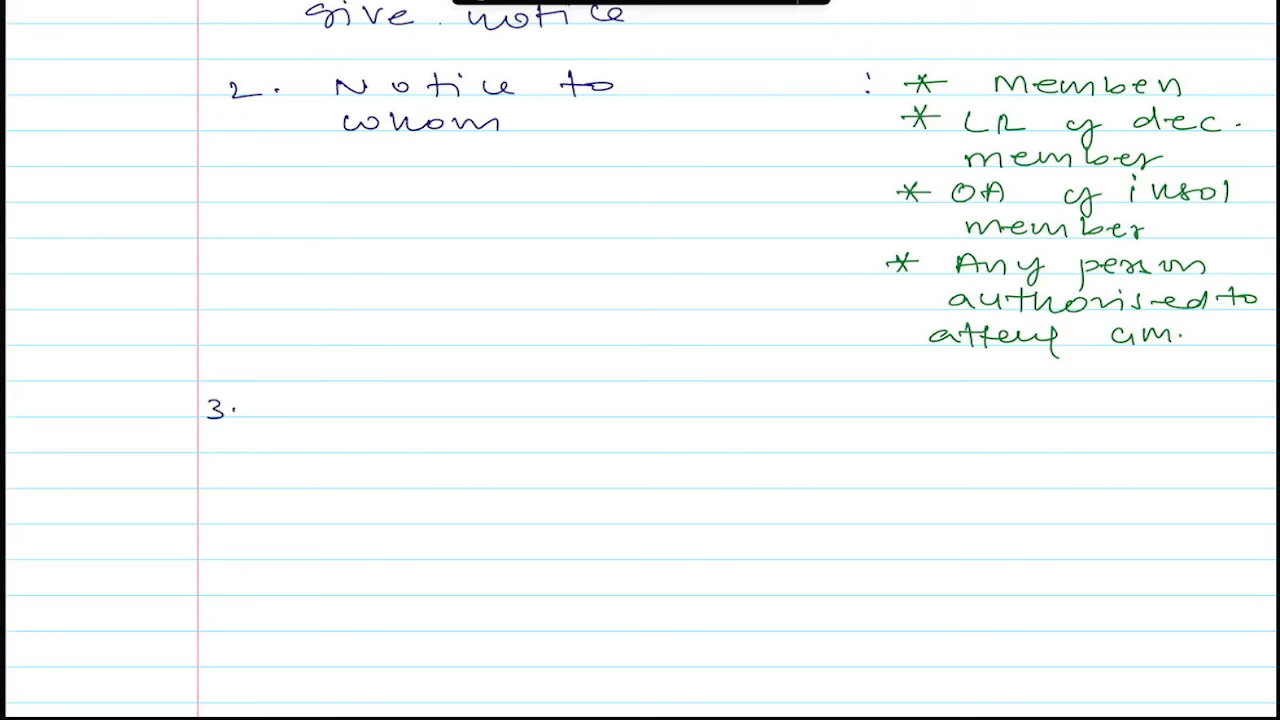 give notice
2. Notice to : * Member
whom * LR of dec.
member
* OA of insol
member
* Any person
authorised to
attend GM.
3.